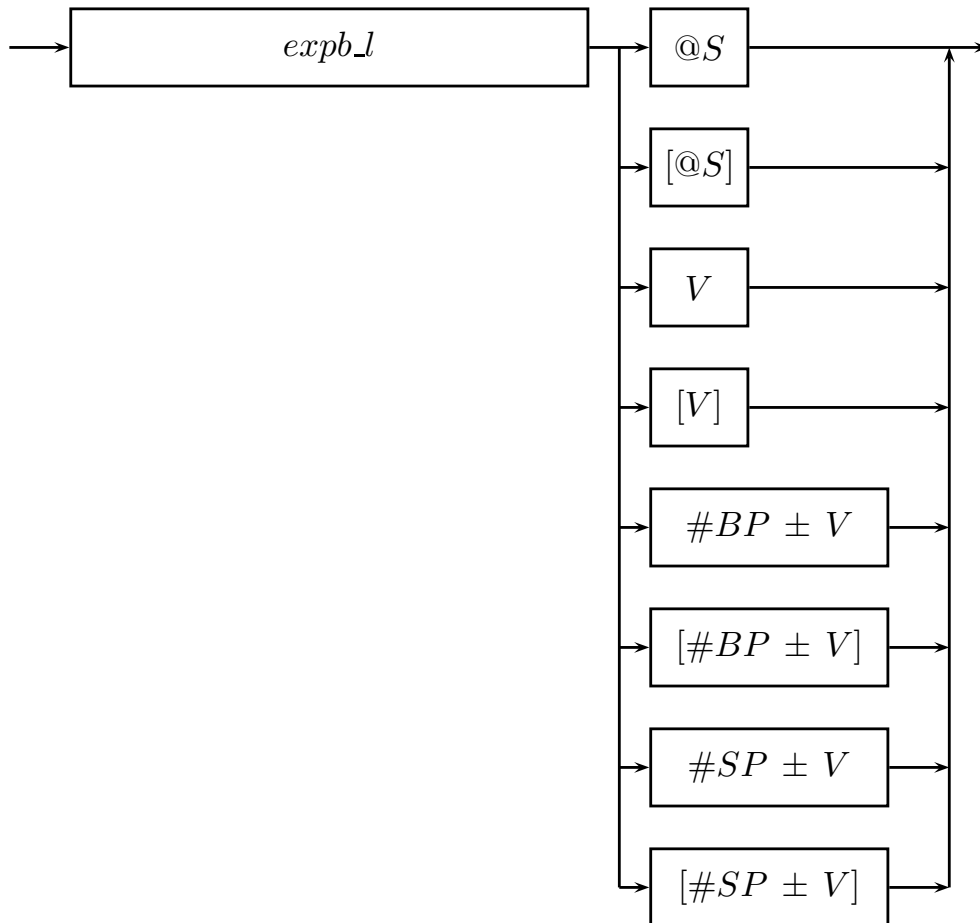 expb_l @S
[@S]
V
[V]
#BP ± V
[#BP ± V]
#SP ± V
[#SP ± V]